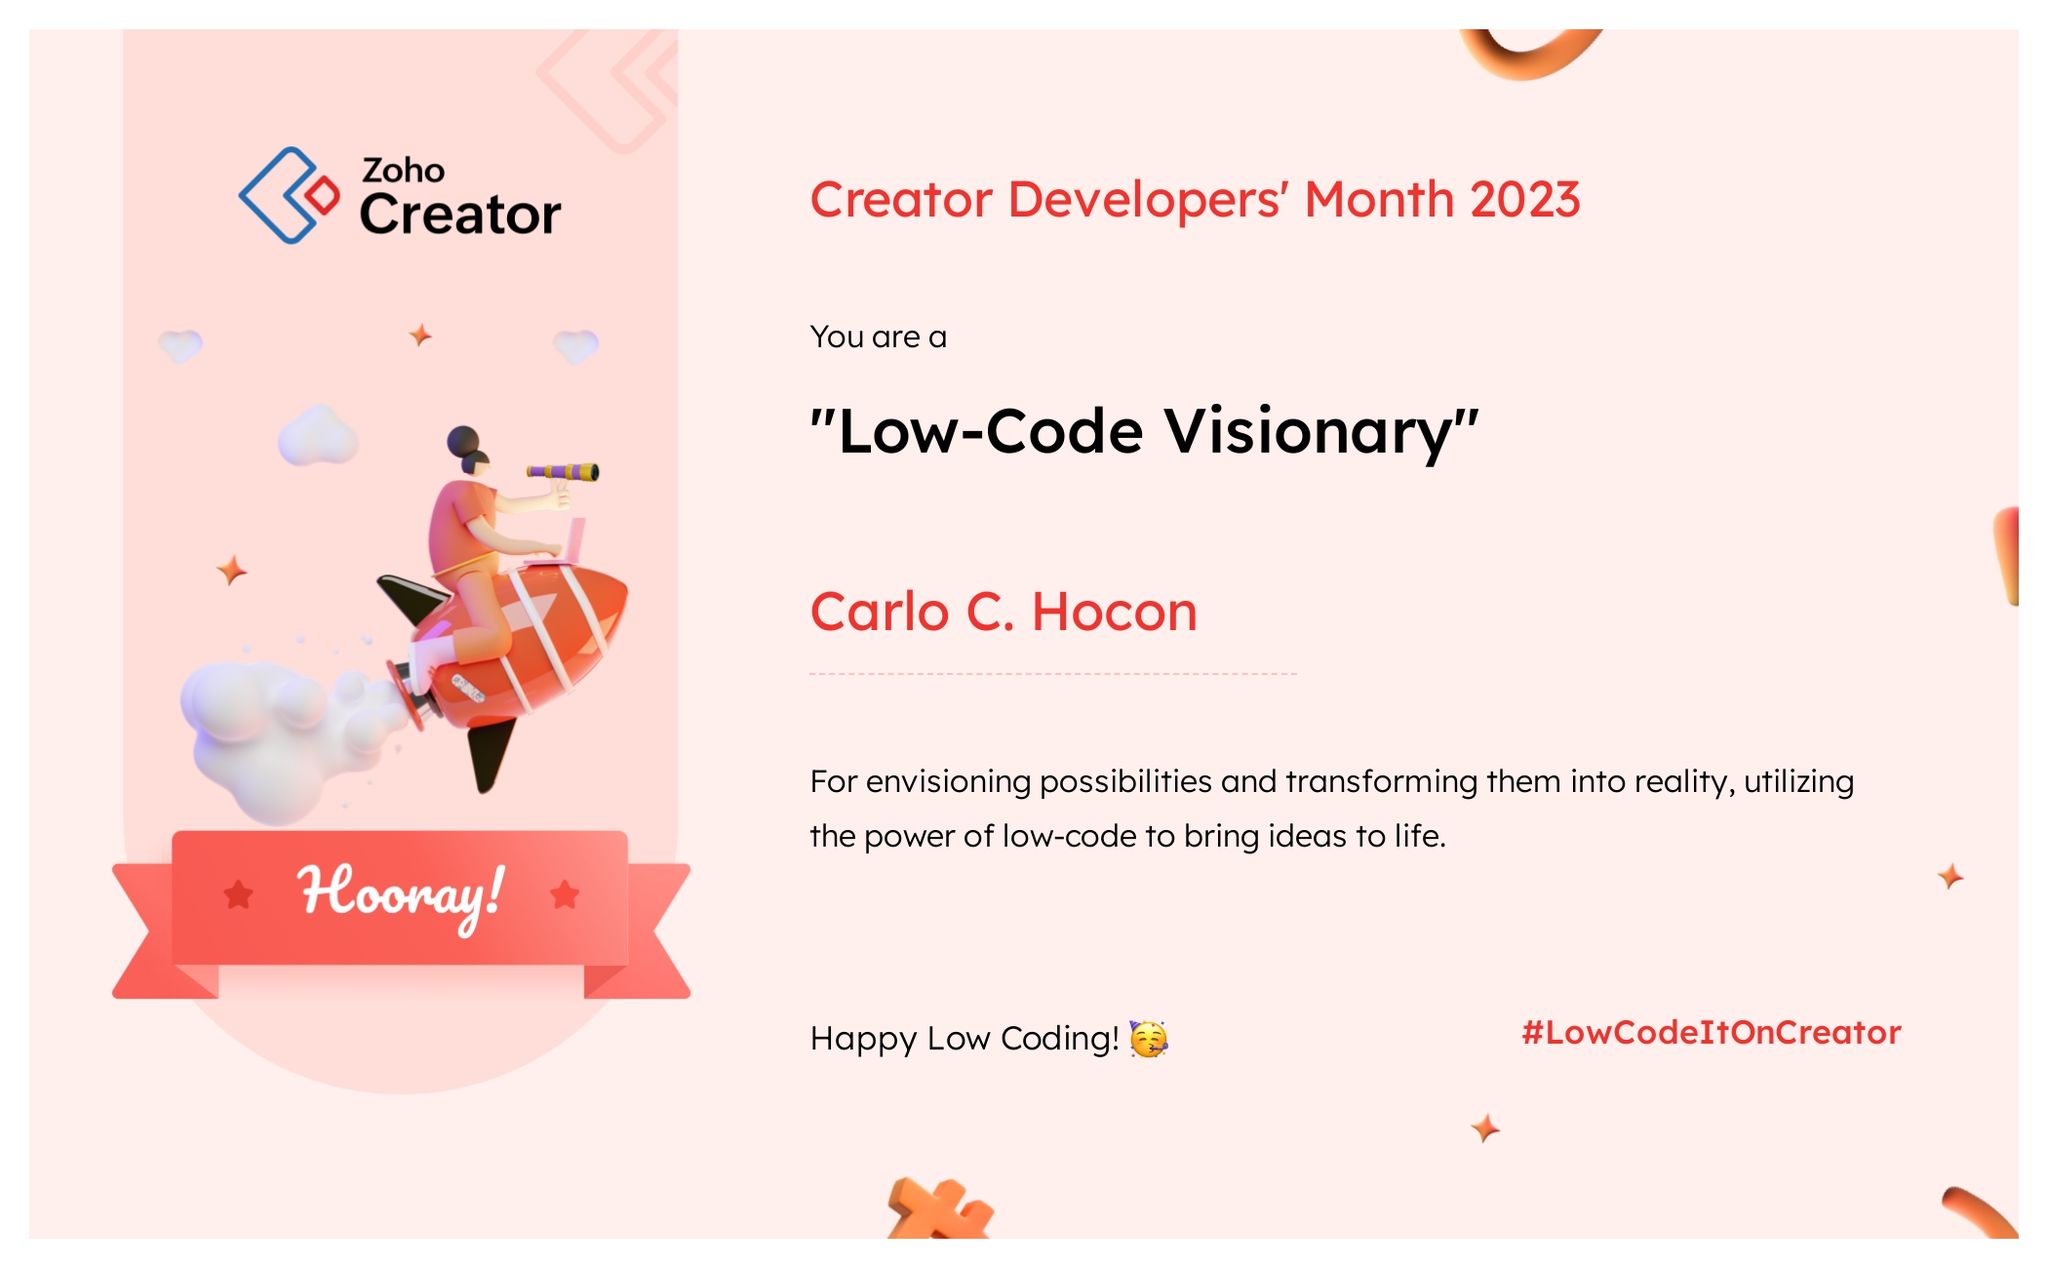 Zoho
Creator
Hooray!
Creator Developers' Month 2023
You are a
"Low-Code Visionary"
Carlo C. Hocon
For envisioning possibilities and transforming them into reality, utilizing
the power of low-code to bring ideas to life.
Happy Low Coding! 🥳
#LowCodeItOnCreator